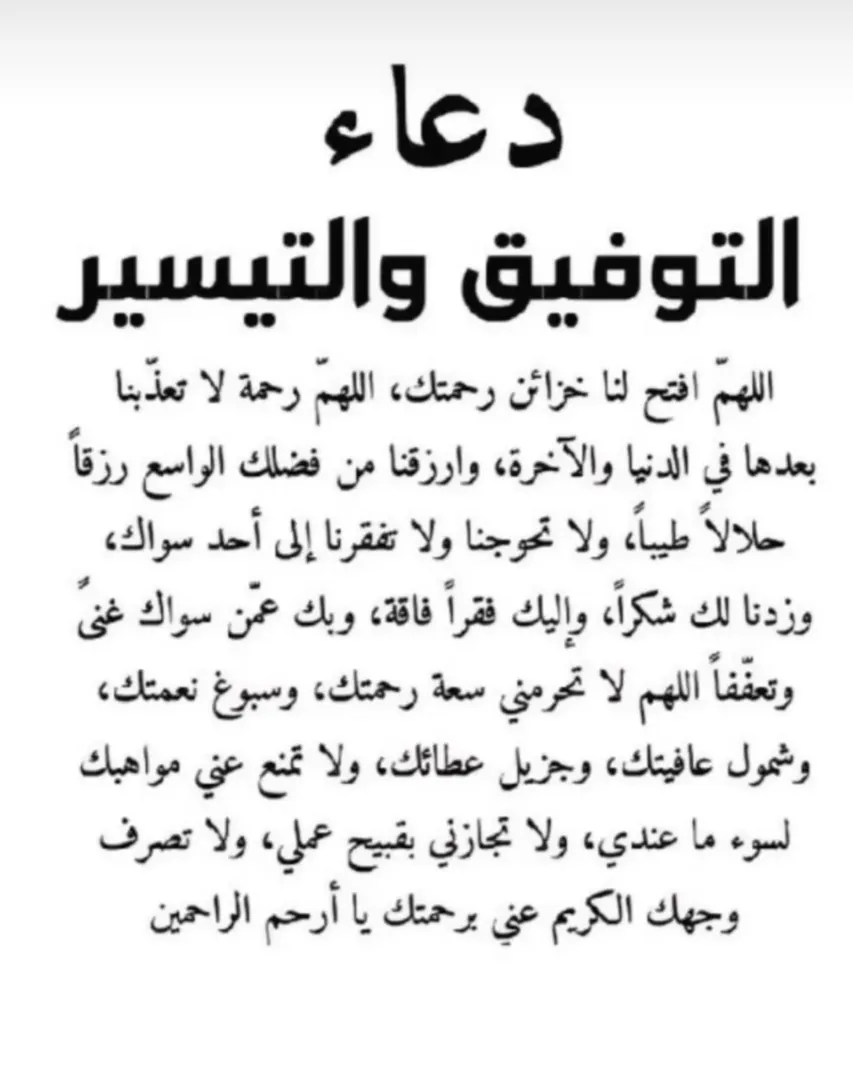 دعاء
التوفيق والتيسير
اللهمّ افتح لنا خزائن رحمتك، اللهمّ رحمة لا تعذّبنا
بعدها في الدنيا والآخرة، وارزقنا من فضلك الواسع رزقاً
حلالاً طيباً، ولا تحوجنا ولا تفقرنا إلى أحد سواك،
وزدنا لك شكراً، وإليك فقراً فاقة، وبك عمّن سواك غنىً
وتعفّفاً اللهم لا تحرمني سعة رحمتك، وسبوغ نعمتك،
وشمول عافيتك، وجزيل عطائك، ولا تمنع عني مواهبك
لسوء ما عندي، ولا تجازني بقبيح عملي، ولا تصرف
وجهك الكريم عني برحمتك يا أرحم الراحمين